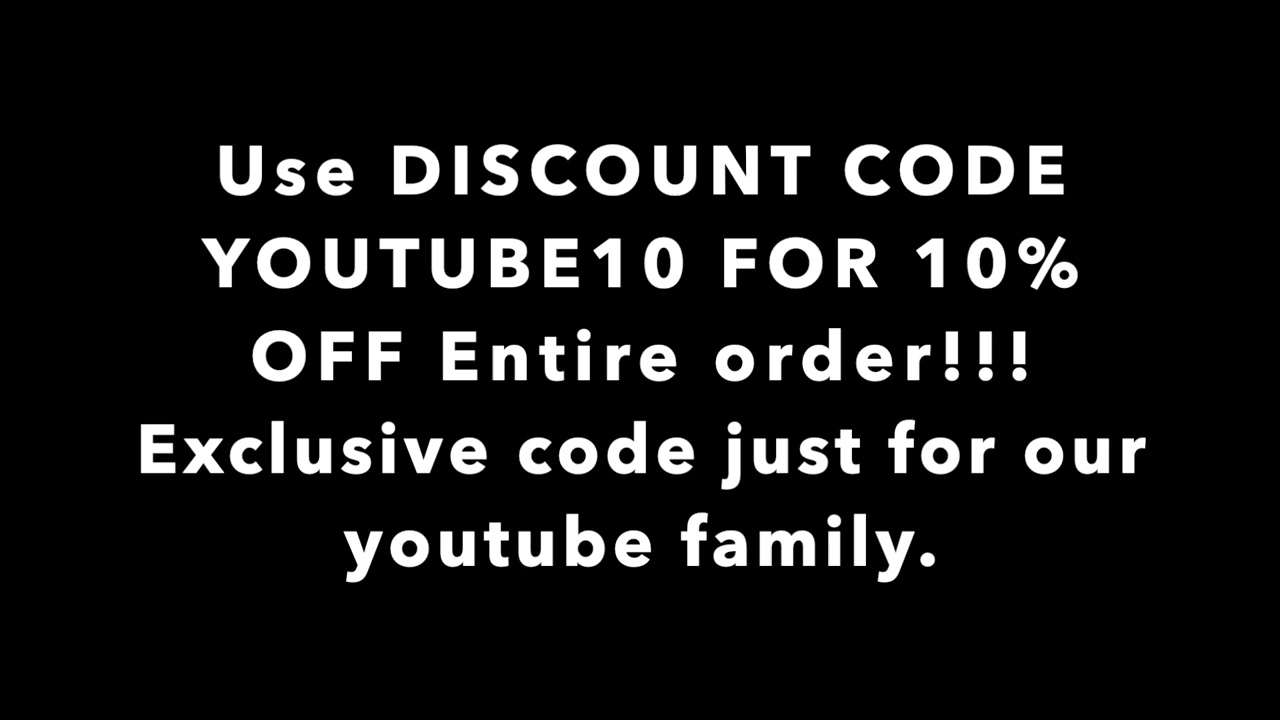 Use DISCOUNT CODE
YOUTUBE10 FOR 10%
OFF Entire order!!!
Exclusive code just for our
youtube family.